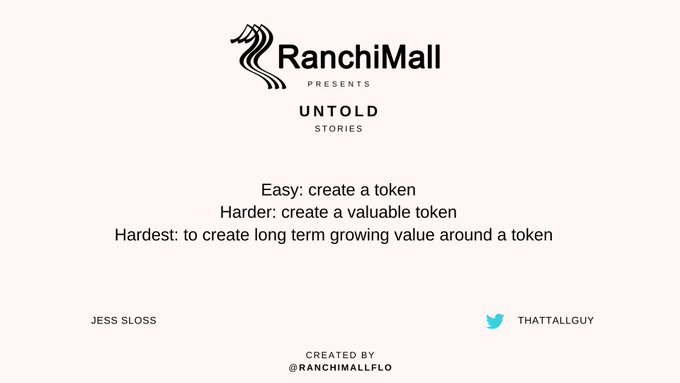 RanchiMall
PRESENTS
UNTOLD
STORIES
Easy: create a token
Harder: create a valuable token
Hardest: to create long term growing value around a token
JESS SLOSS
THATTALLGUY
CREATED BY
@RANCHIMALLFLO